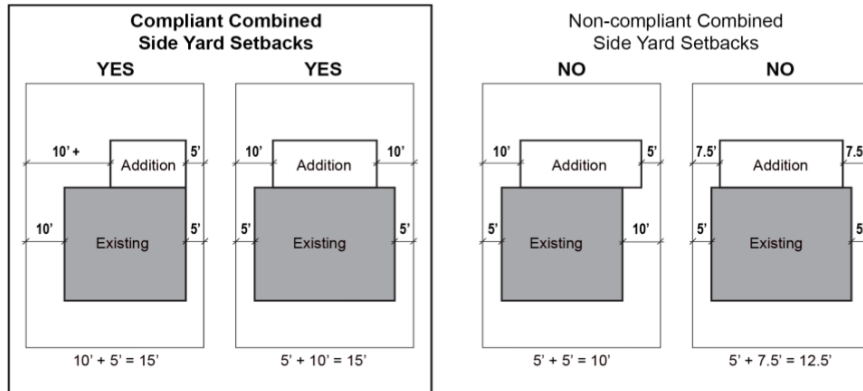 Compliant Combined
Side Yard Setbacks
YES
YES
10' +
5'
Addition
10'
5'
Existing
10' + 5' = 15'
10'
10'
Addition
5'
5'
Existing
5' + 10' = 15'
Non-compliant Combined
Side Yard Setbacks
NO
NO
10'
5'
Addition
5'
10'
Existing
5' + 5' = 10'
7.5'
7.5'
Addition
5'
5'
Existing
5' + 7.5' = 12.5'